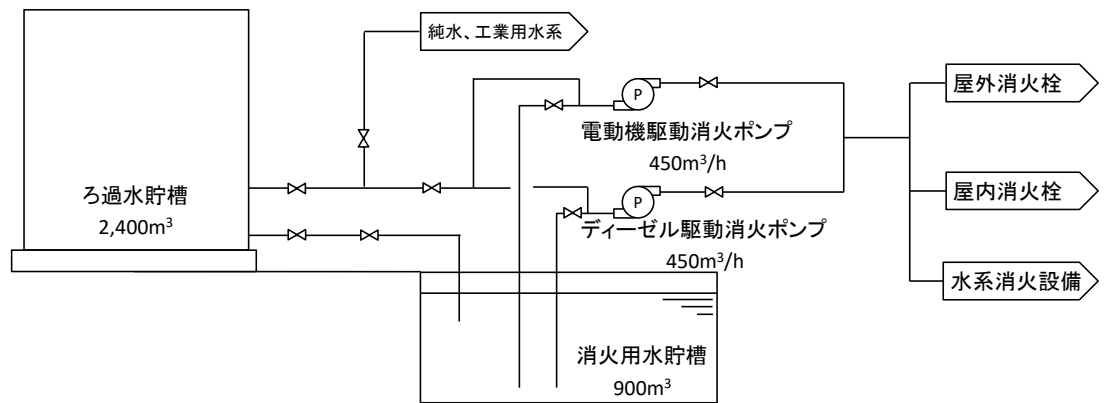 純水、工業用水系
P
電動機駆動消火ポンプ
450m³/h
屋外消火栓
ろ過水貯槽
2,400m³
P
ディーゼル駆動消火ポンプ
450m³/h
屋内消火栓
水系消火設備
消火用水貯槽
900m³